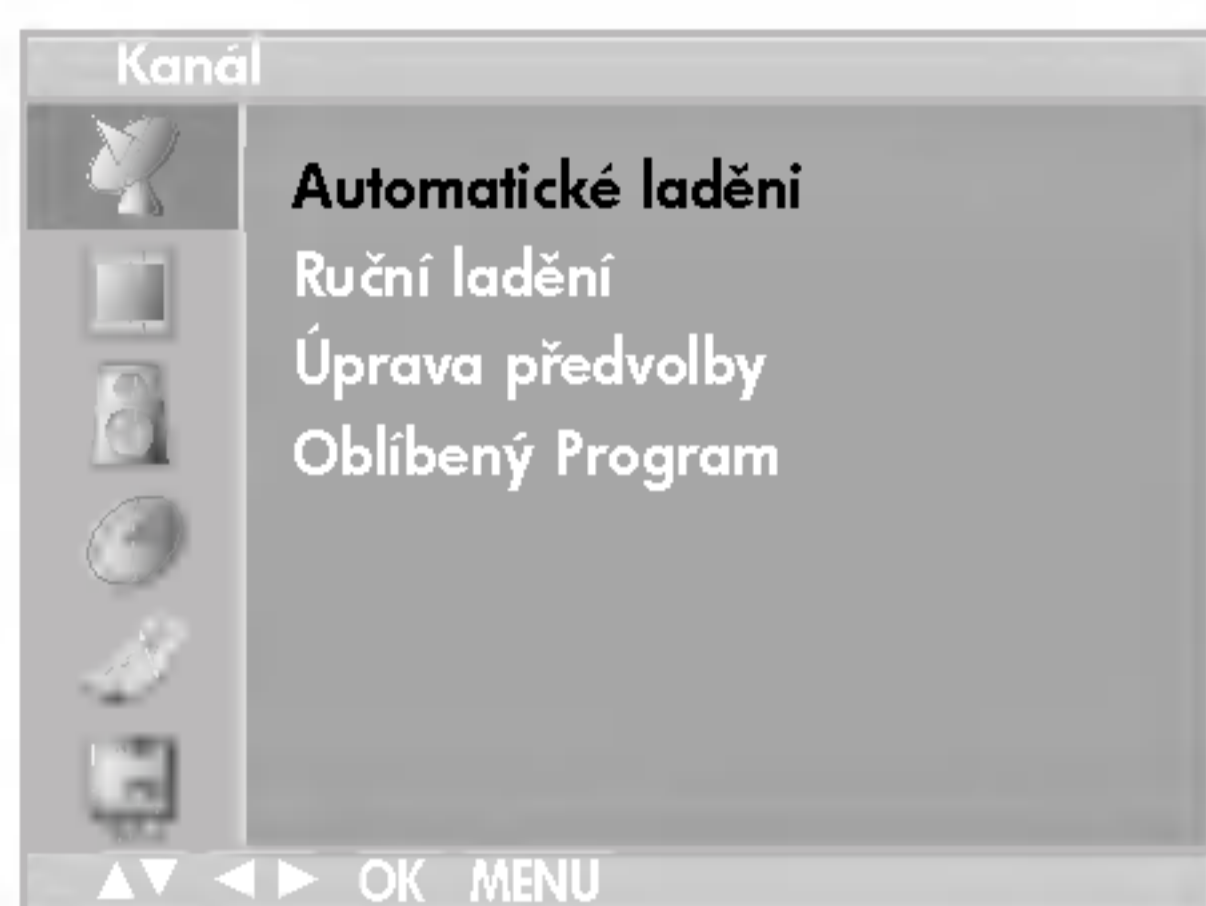 Kanál
Automatické laděni
Ruční ladění
Úprava předvolby
Oblíbený Program
▲▼ ◀ ▶ OK MENU